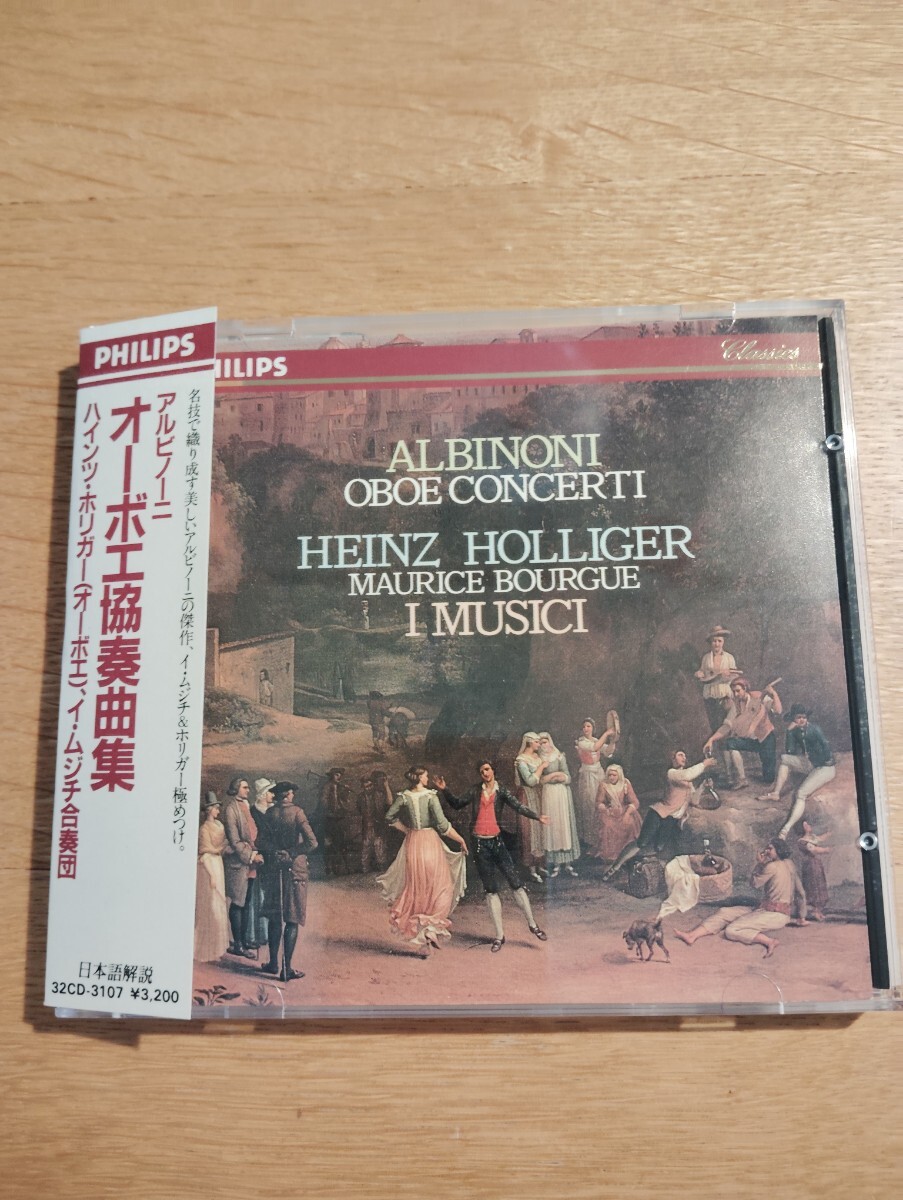 PHILIPS
名技で織り成す美しいアルビノーニの傑作、イ・ムジチ&ホリガー極めつけ。
アルビノーニ
オーボエ協奏曲集
ハインツ・ホリガー(オーボエ)、イ・ムジチ合奏団
日本語解説
32CD-3107 ¥3,200
HILIPS
Classics
ALBINONI
OBOE CONCERTI
HEINZ HOLLIGER
MAURICE BOURGUE
I MUSICI